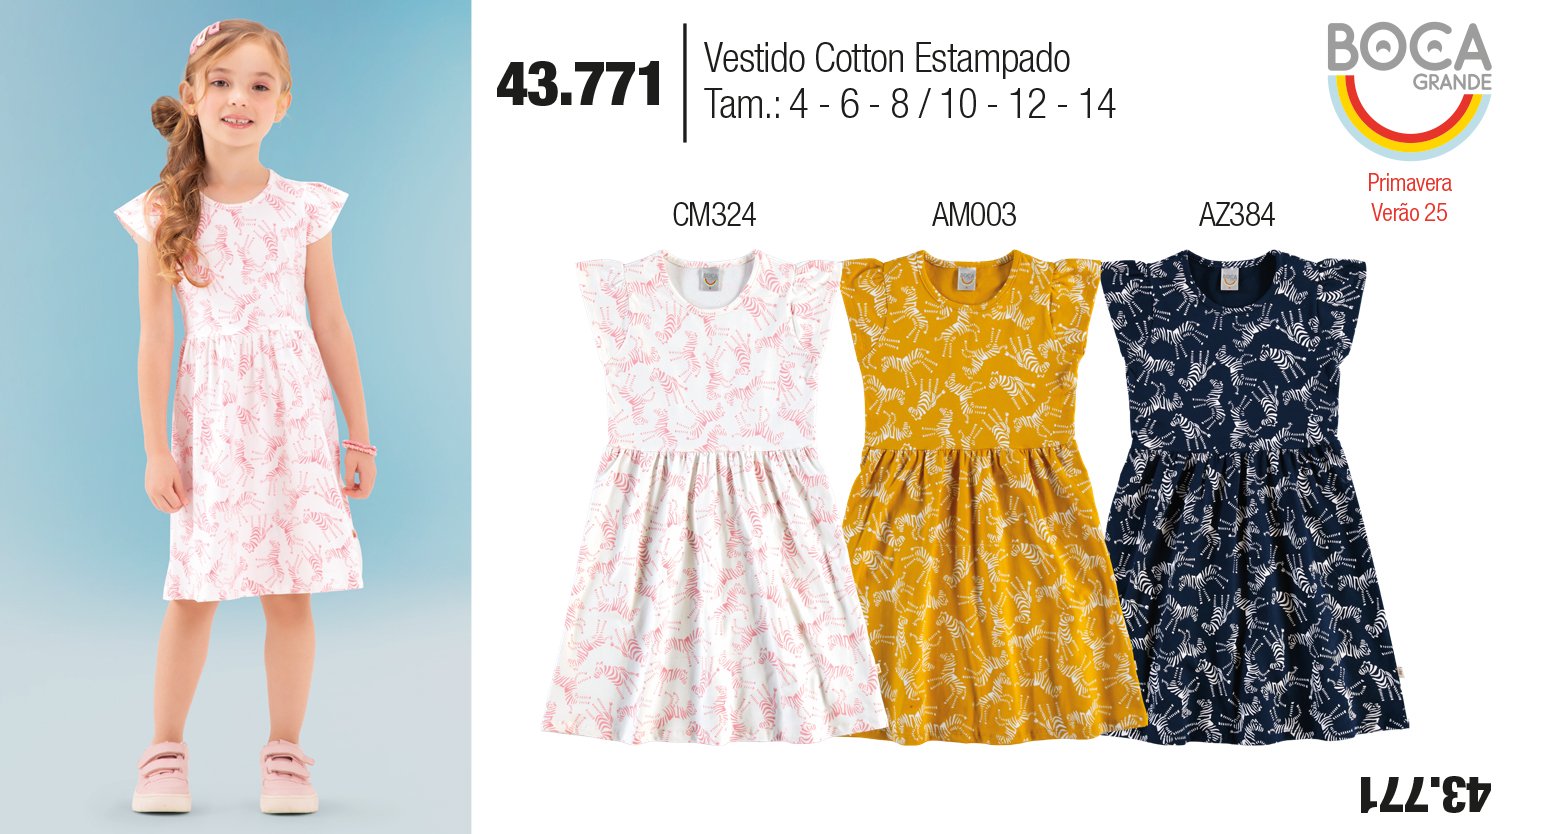 43.771
Vestido Cotton Estampado
Tam.: 4 - 6 - 8 / 10 - 12 - 14
BOCA
GRANDE
Primavera
Verão 25
CM324
AM003
AZ384
43.771